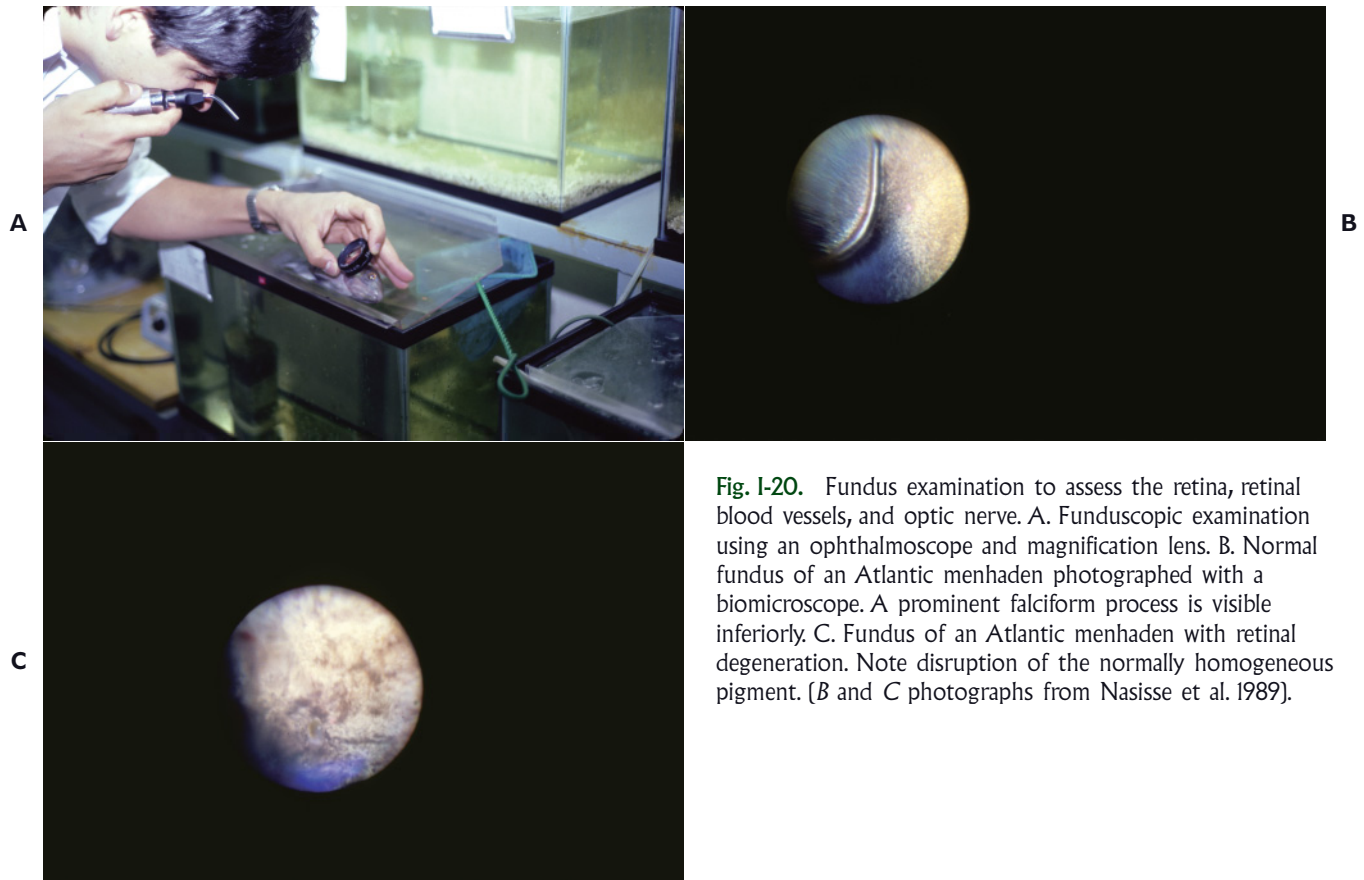 A
B
C
Fig. I-20. Fundus examination to assess the retina, retinal
blood vessels, and optic nerve. A. Funduscopic examination
using an ophthalmoscope and magnification lens. B. Normal
fundus of an Atlantic menhaden photographed with a
biomicroscope. A prominent falciform process is visible
inferiorly. C. Fundus of an Atlantic menhaden with retinal
degeneration. Note disruption of the normally homogeneous
pigment. (B and C photographs from Nasisse et al. 1989).